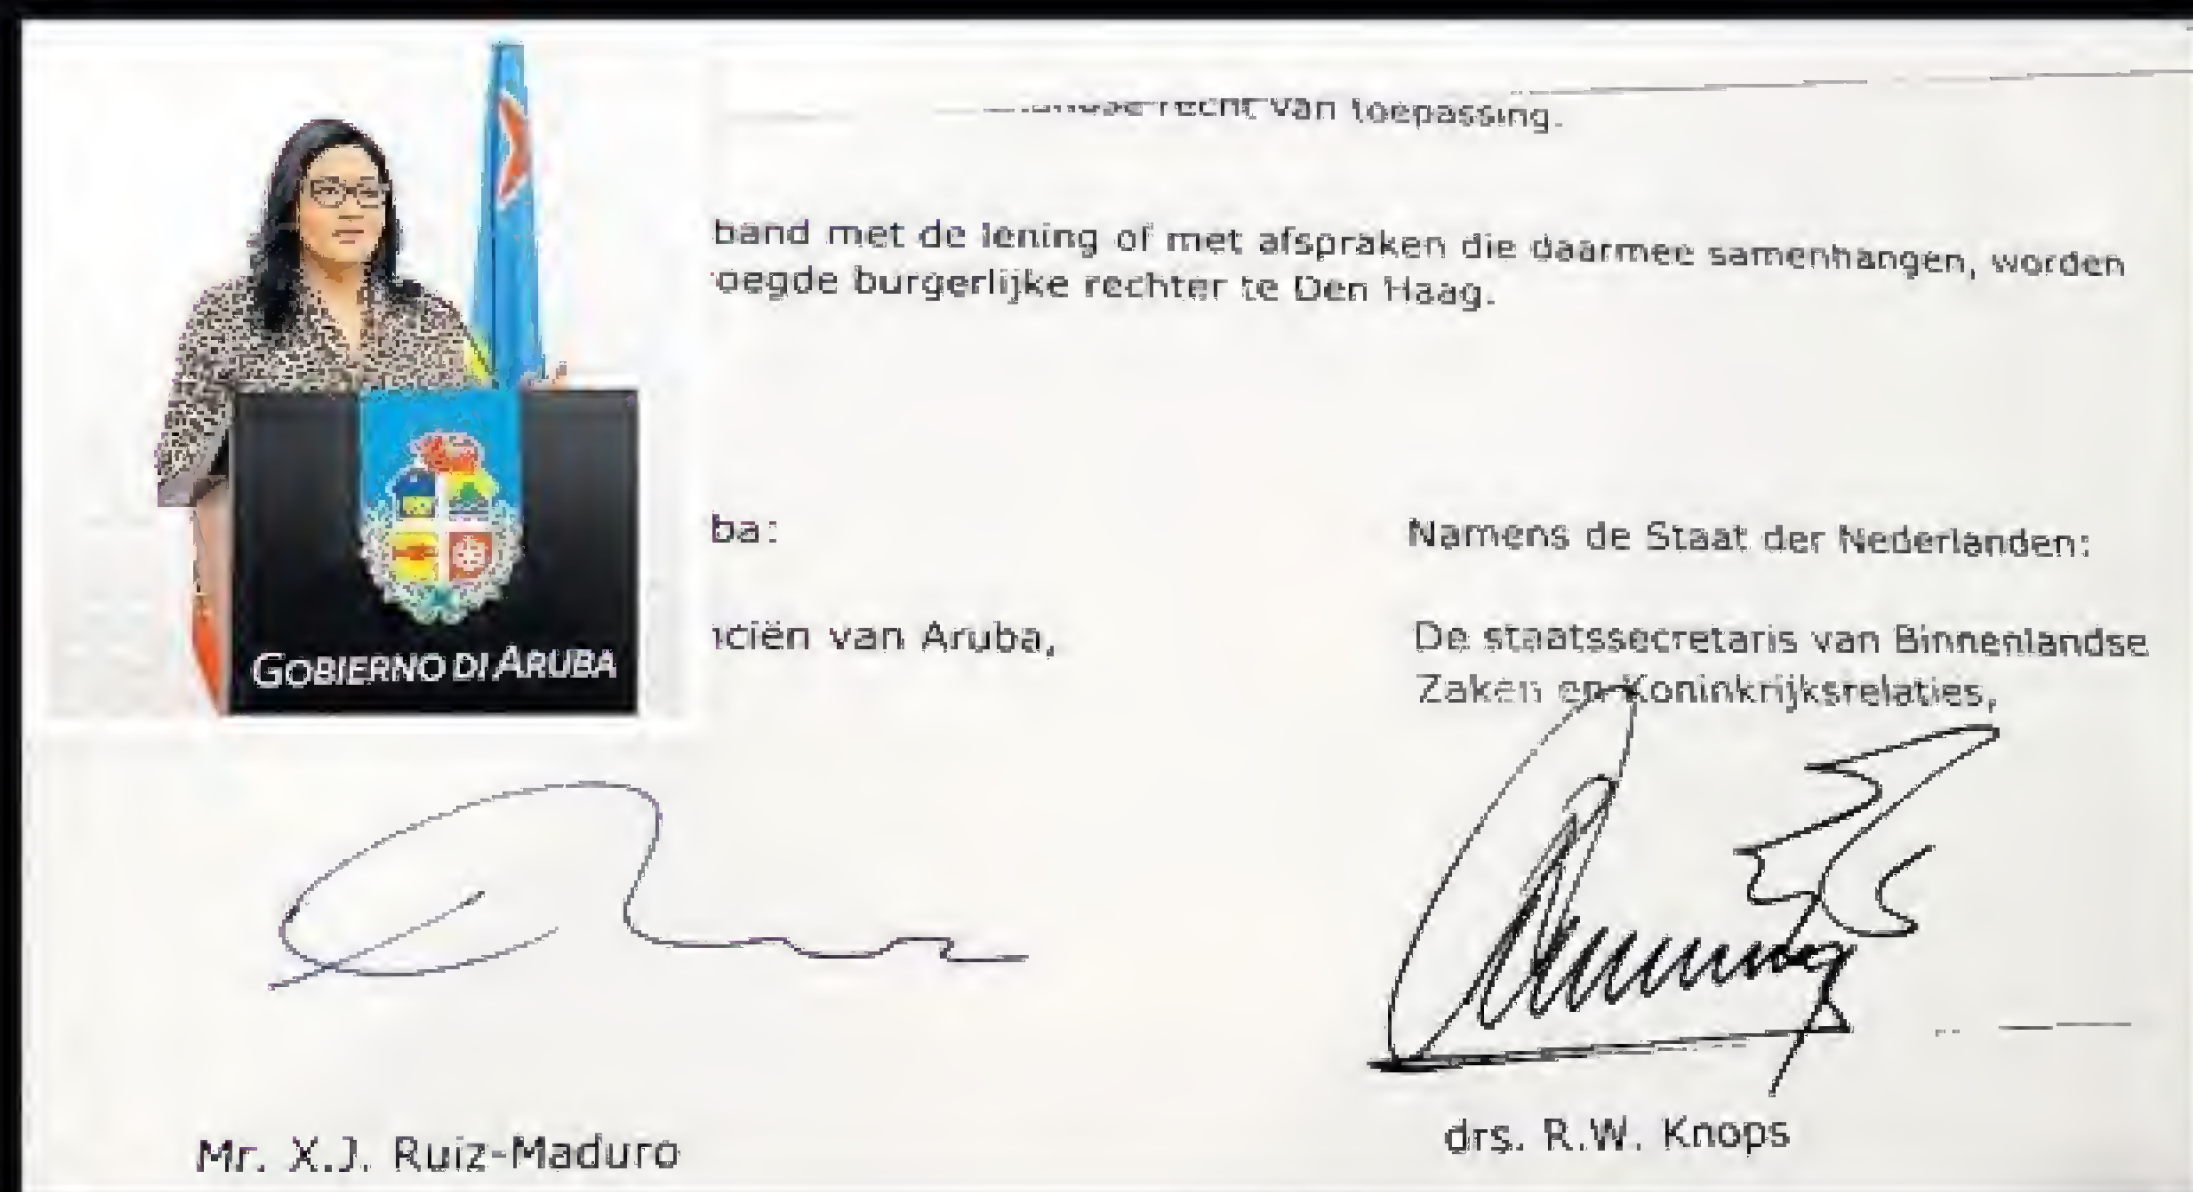 recht van toepassing.
band met de lening of met afspraken die daarmee samenhangen, worden
oegde burgerlijke rechter te Den Haag.
ba:
Namens de Staat der Nederlanden:
nciën van Aruba,
De staatssecretaris van Binnenlandse
Zaken en Koninkrijksrelaties,
GOBIERNO DI ARUBA
Mr. X.J. Ruiz-Maduro
drs. R.W. Knops